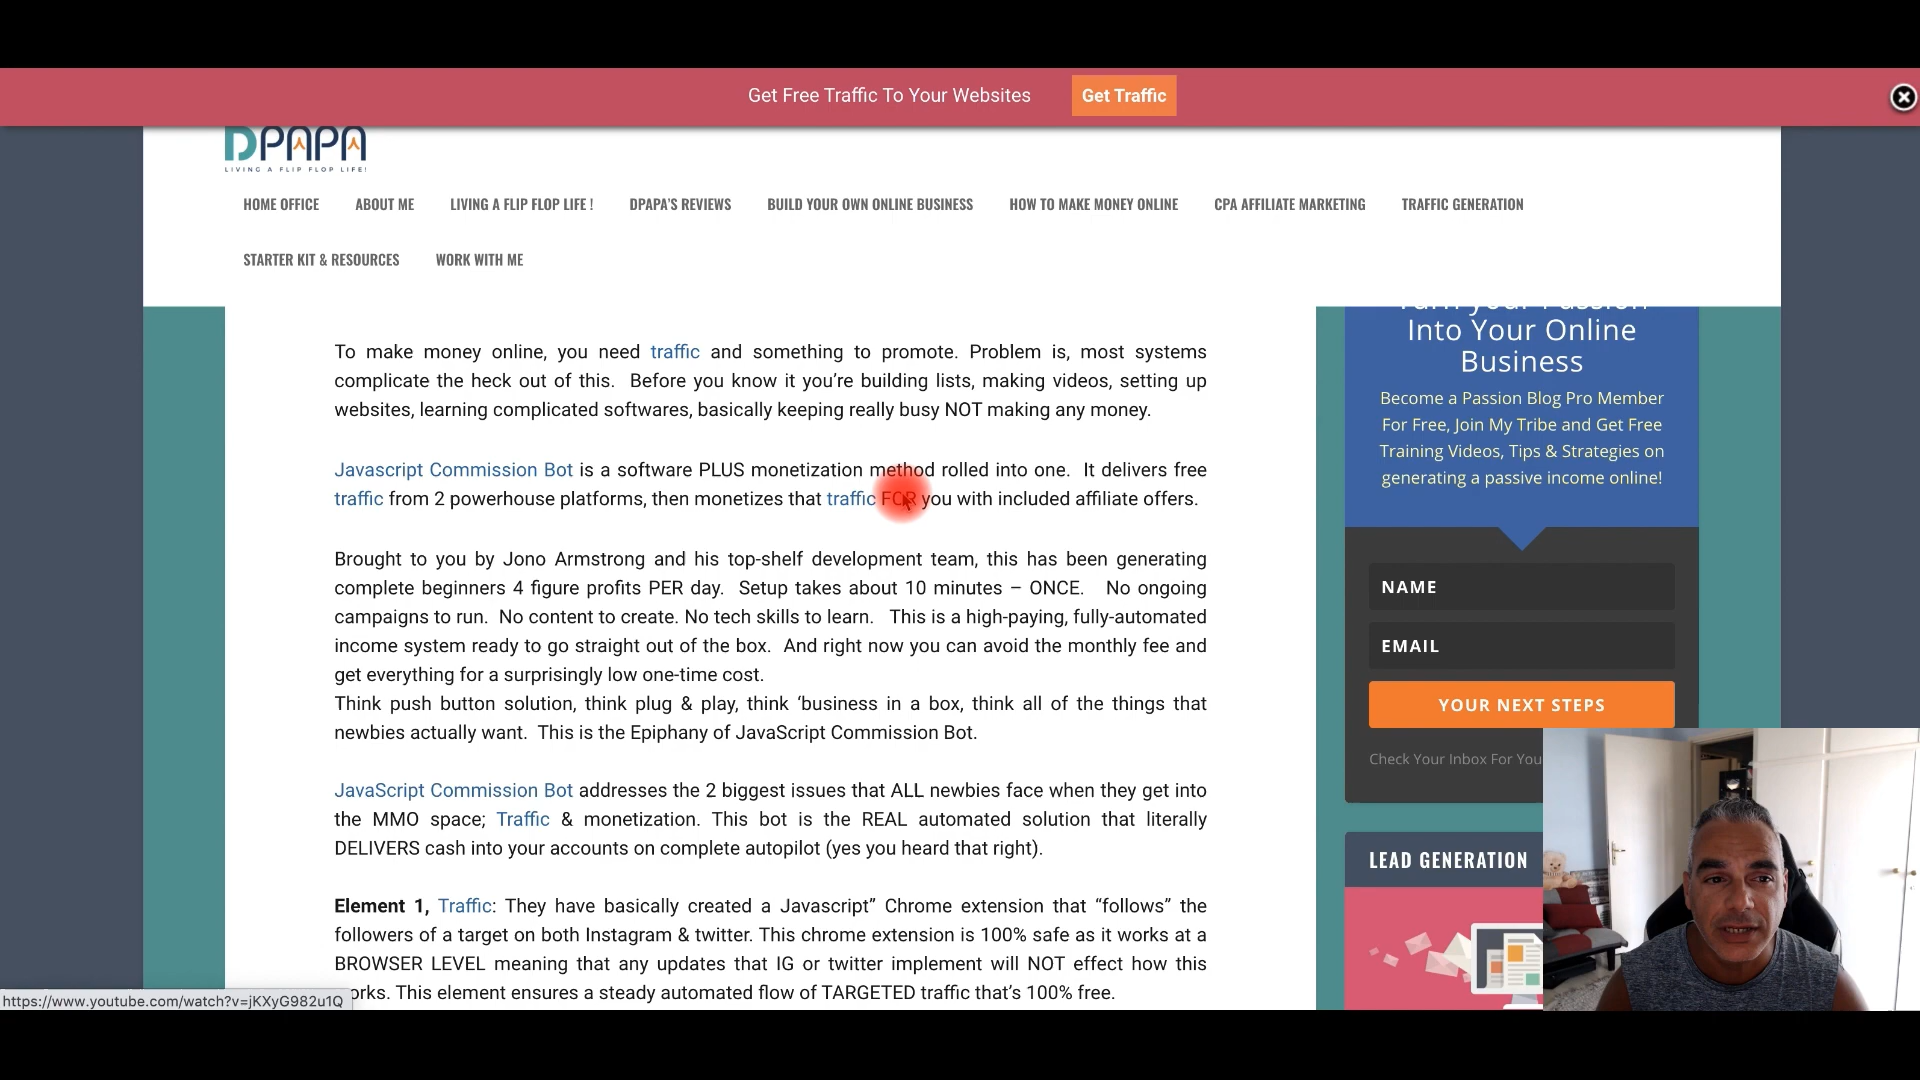 Get Free Traffic To Your Websites
Get Traffic
DPAPA
LIVING A FLIP FLOP LIFE!
HOME OFFICE
ABOUT ME
LIVING A FLIP FLOP LIFE !
DPAPA’S REVIEWS
BUILD YOUR OWN ONLINE BUSINESS
HOW TO MAKE MONEY ONLINE
CPA AFFILIATE MARKETING
TRAFFIC GENERATION
STARTER KIT & RESOURCES
WORK WITH ME
To make money online, you need traffic and something to promote. Problem is, most systems
complicate the heck out of this. Before you know it you’re building lists, making videos, setting up
websites, learning complicated softwares, basically keeping really busy NOT making any money.
Javascript Commission Bot is a software PLUS monetization method rolled into one. It delivers free
traffic from 2 powerhouse platforms, then monetizes that traffic FOR you with included affiliate offers.
Brought to you by Jono Armstrong and his top-shelf development team, this has been generating
complete beginners 4 figure profits PER day. Setup takes about 10 minutes – ONCE. No ongoing
campaigns to run. No content to create. No tech skills to learn. This is a high-paying, fully-automated
income system ready to go straight out of the box. And right now you can avoid the monthly fee and
get everything for a surprisingly low one-time cost.
Think push button solution, think plug & play, think ‘business in a box, think all of the things that
newbies actually want. This is the Epiphany of JavaScript Commission Bot.
JavaScript Commission Bot addresses the 2 biggest issues that ALL newbies face when they get into
the MMO space; Traffic & monetization. This bot is the REAL automated solution that literally
DELIVERS cash into your accounts on complete autopilot (yes you heard that right).
Element 1, Traffic: They have basically created a Javascript” Chrome extension that “follows” the
followers of a target on both Instagram & twitter. This chrome extension is 100% safe as it works at a
BROWSER LEVEL meaning that any updates that IG or twitter implement will NOT effect how this
orks. This element ensures a steady automated flow of TARGETED traffic that’s 100% free.
https://www.youtube.com/watch?v=jKXyG982u1Q
Turn your Passion
Into Your Online
Business
Become a Passion Blog Pro Member
For Free, Join My Tribe and Get Free
Training Videos, Tips & Strategies on
generating a passive income online!
NAME
EMAIL
YOUR NEXT STEPS
Check Your Inbox For You
LEAD GENERATION